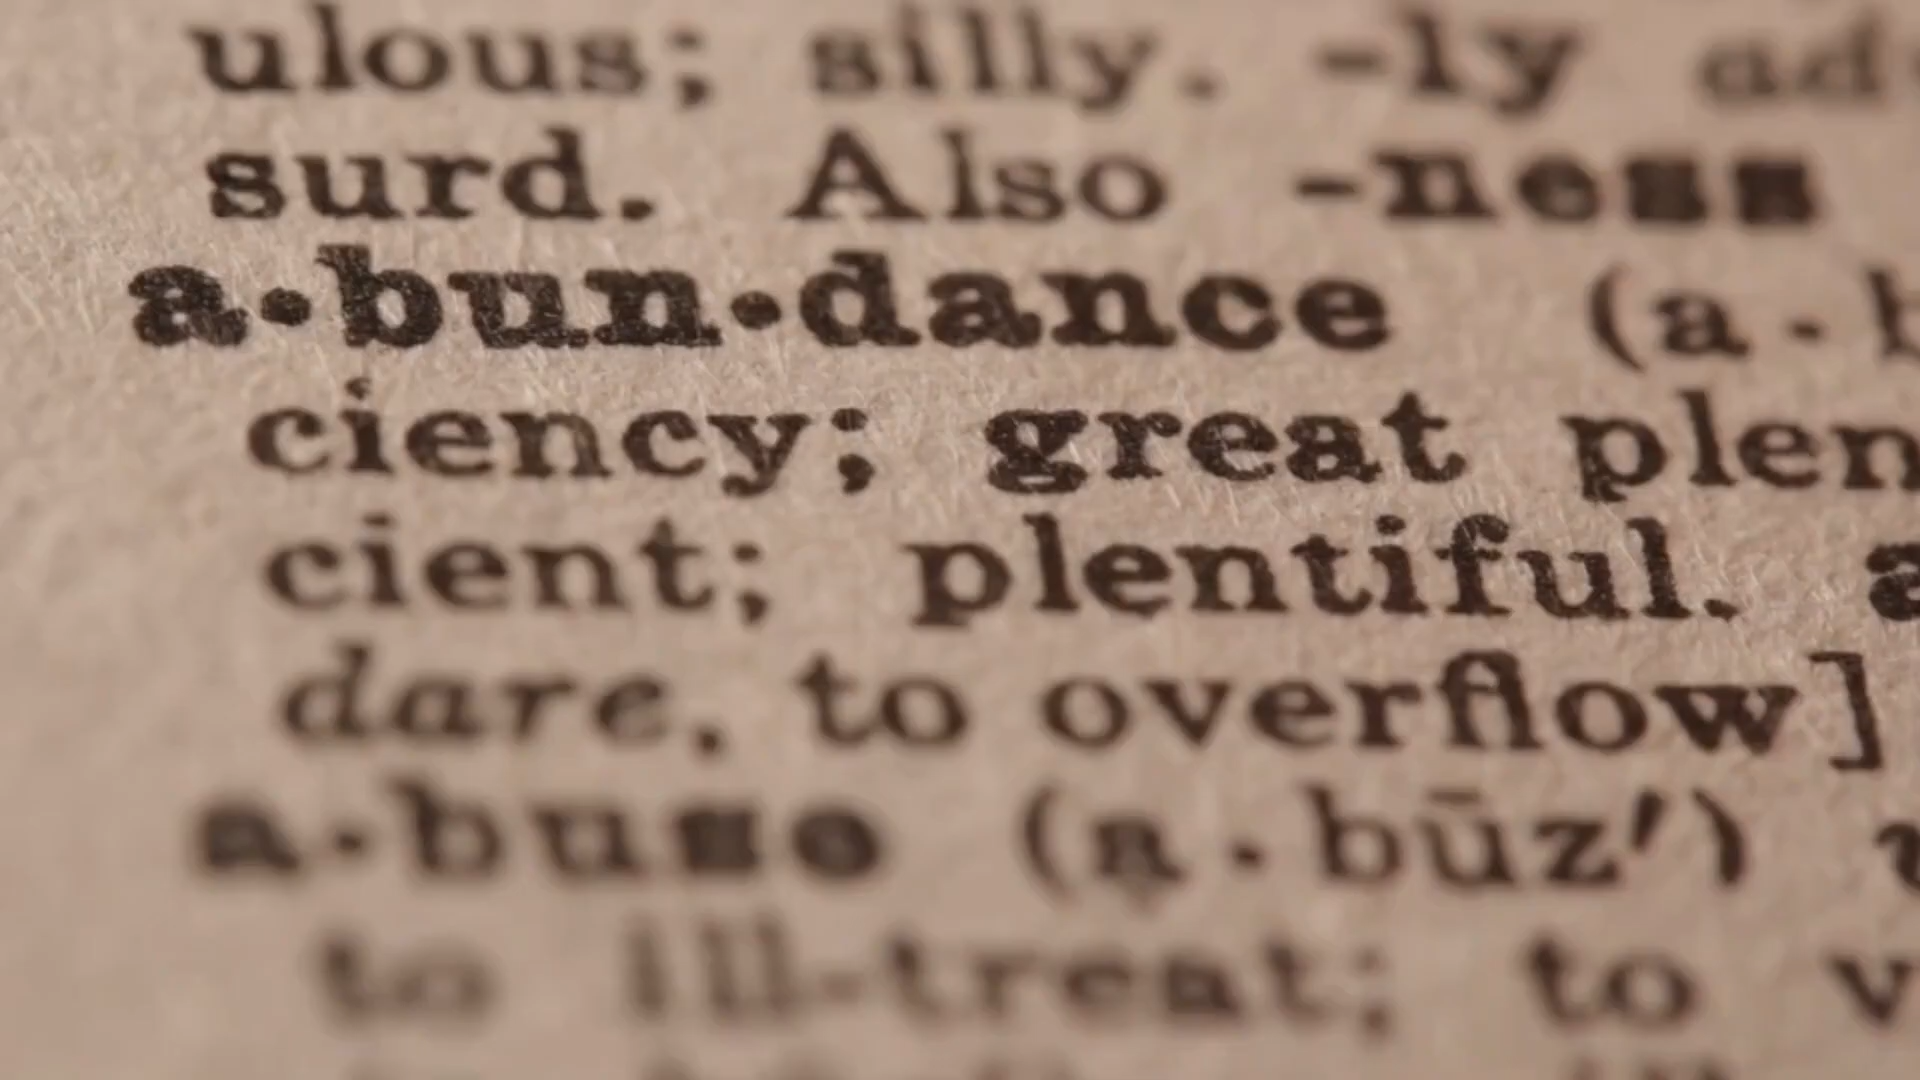 ulous; silly. -ly ad
surd. Also -ness
a·bun·dance (a·b
ciency; great plen
cient; plentiful. a
dare, to overflow]
a·buse (a·būz′) v
to ill-treat; to v